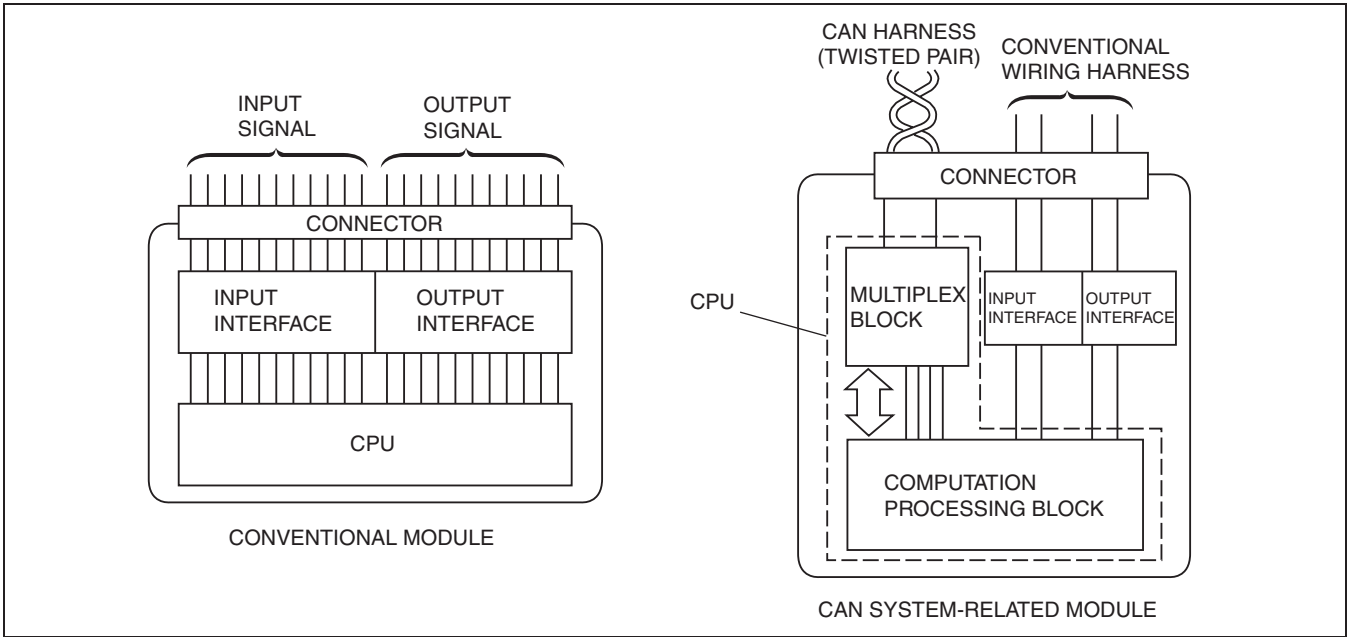 INPUT
SIGNAL
OUTPUT
SIGNAL
CONNECTOR
INPUT
INTERFACE
OUTPUT
INTERFACE
CPU
CONVENTIONAL MODULE
CAN HARNESS
(TWISTED PAIR)
CONVENTIONAL
WIRING HARNESS
CONNECTOR
CPU
MULTIPLEX
BLOCK
INPUT
INTERFACE
OUTPUT
INTERFACE
COMPUTATION
PROCESSING BLOCK
CAN SYSTEM-RELATED MODULE